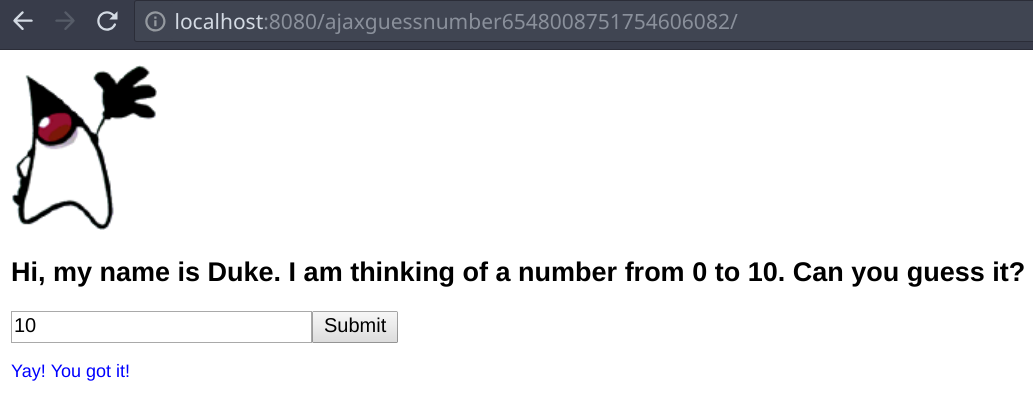 localhost:8080/ajaxguessnumber6548008751754606082/
Hi, my name is Duke. I am thinking of a number from 0 to 10. Can you guess it?
10 Submit
Yay! You got it!